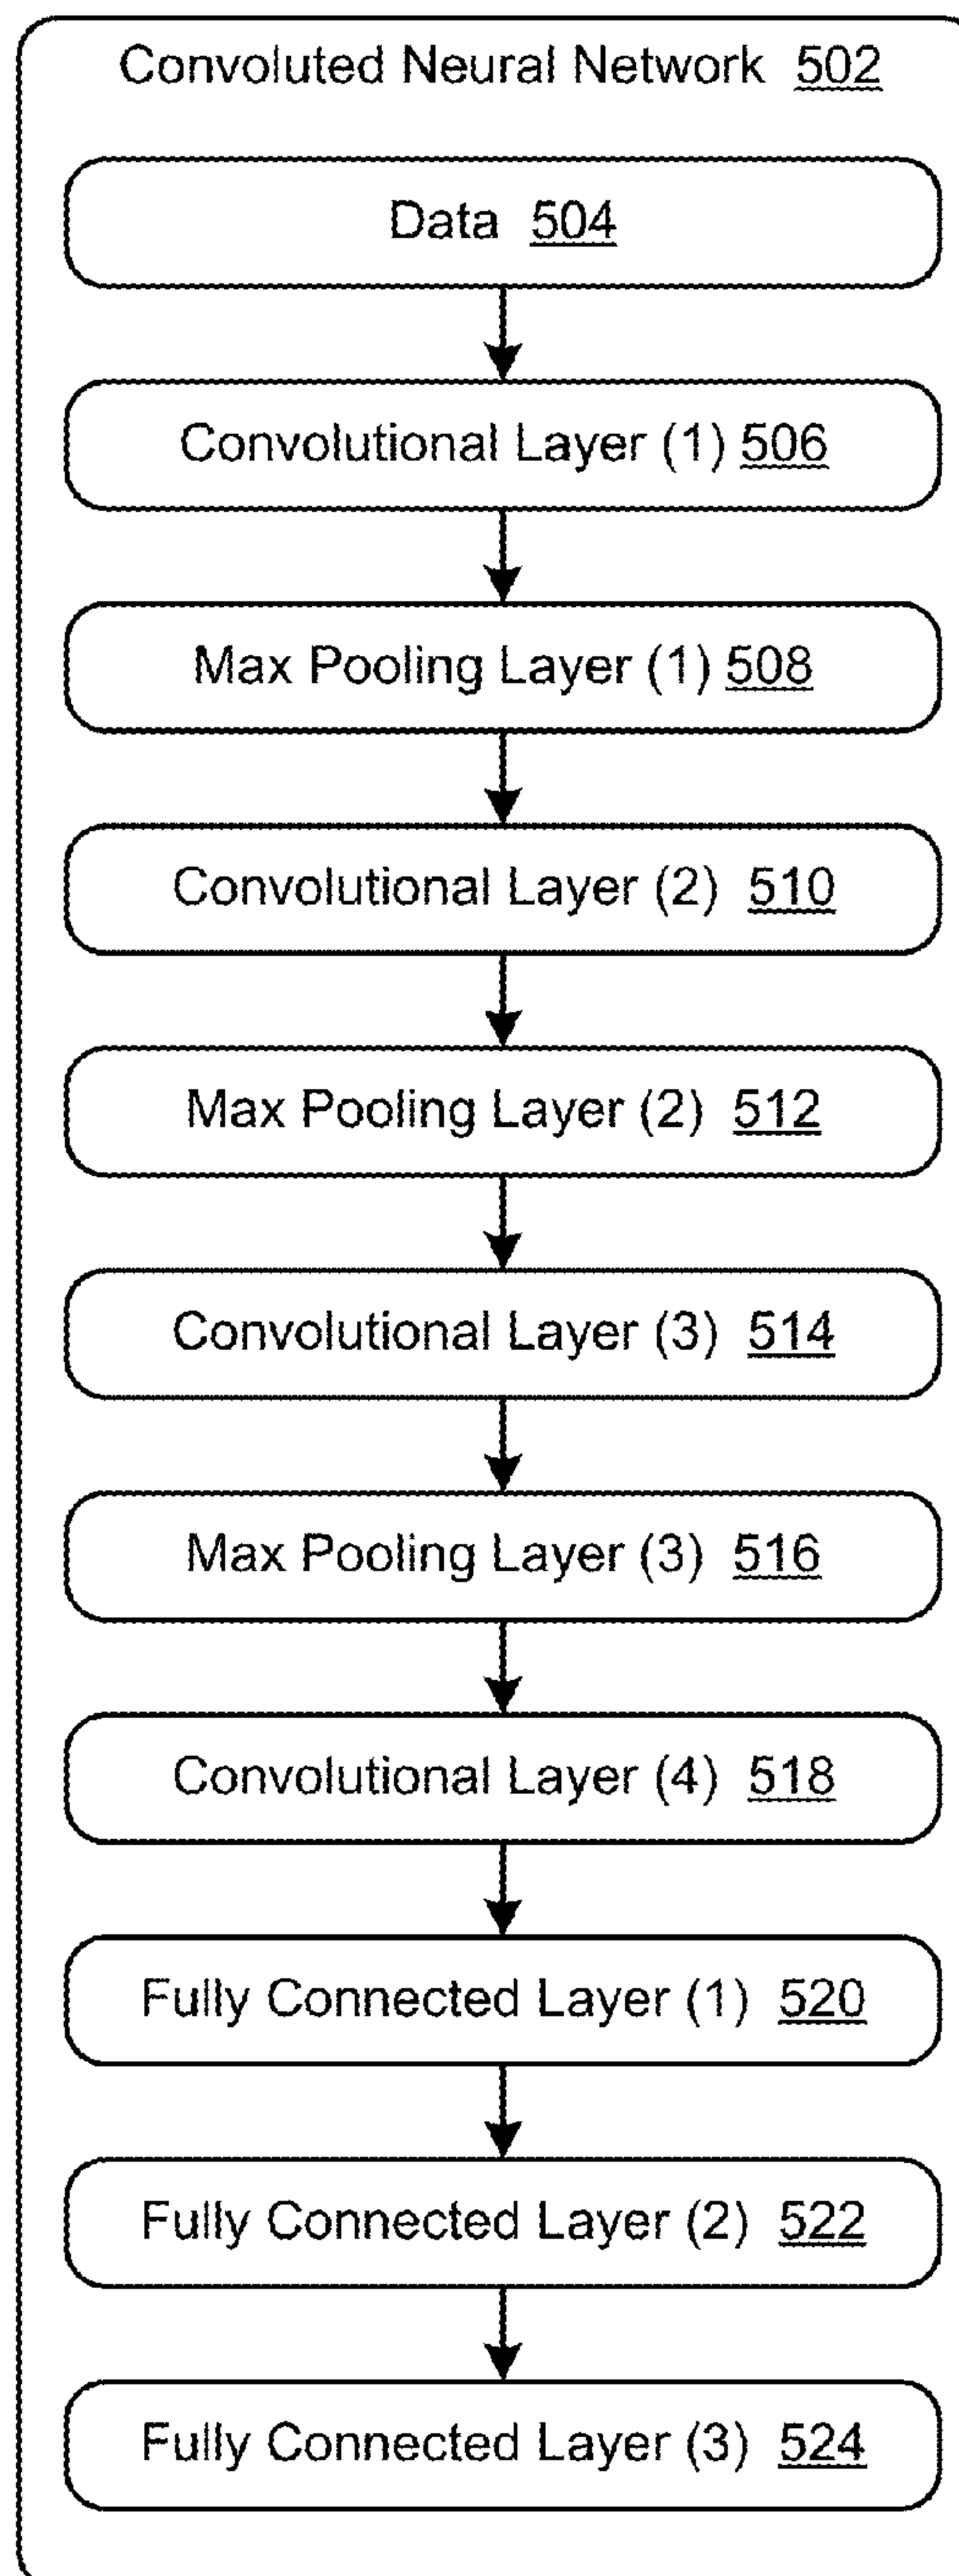 Convoluted Neural Network 502
Data 504
Convolutional Layer (1) 506
Max Pooling Layer (1) 508
Convolutional Layer (2) 510
Max Pooling Layer (2) 512
Convolutional Layer (3) 514
Max Pooling Layer (3) 516
Convolutional Layer (4) 518
Fully Connected Layer (1) 520
Fully Connected Layer (2) 522
Fully Connected Layer (3) 524